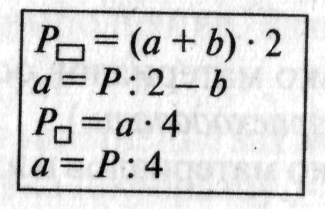 P▭ = (a + b) · 2
a = P : 2 − b
P□ = a · 4
a = P : 4